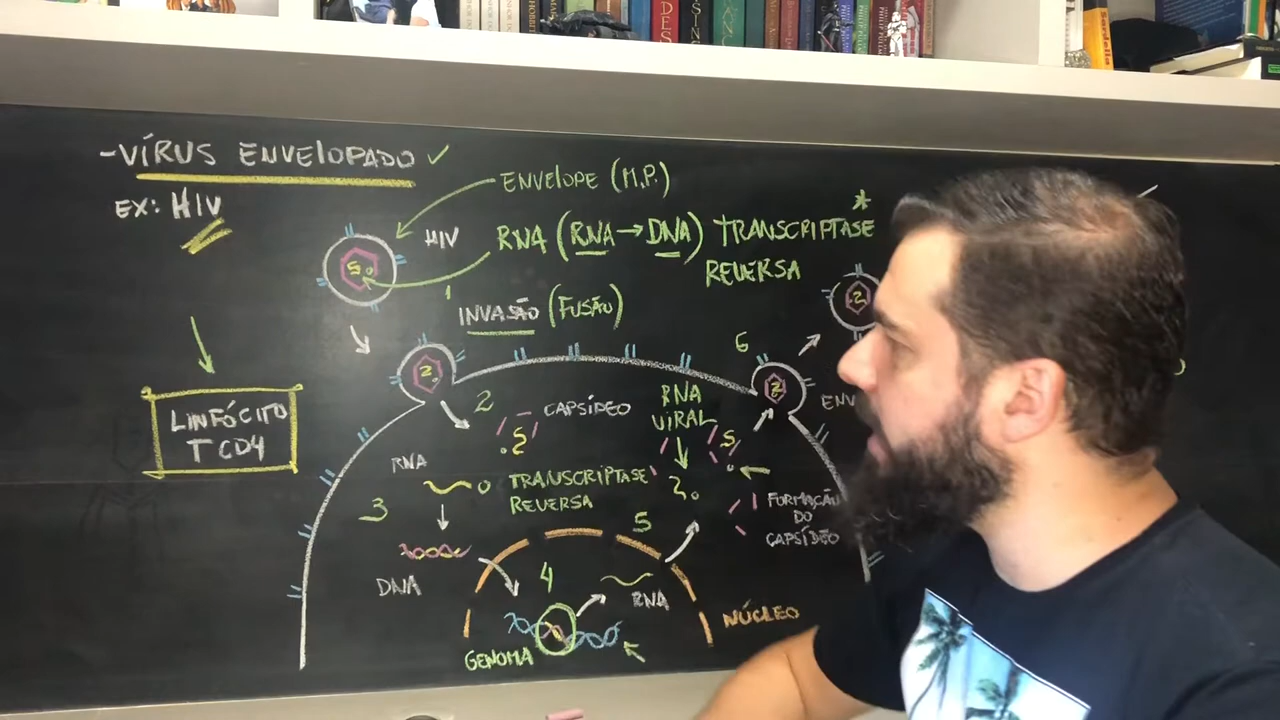 -VÍRUS ENVELOPADO ✓
EX: HIV
ENVELOPE (M.P.)
HIV
RNA (RNA→DNA) TRANSCRIPTASE *
REVERSA
1
INVASÃO (FUSÃO)
LINFÓCITO
T CD4
2
CAPSÍDEO
RNA
VIRAL
6
ENV
RNA
TRANSCRIPTASE
REVERSA
3
DNA
4
5
RNA
FORMAÇÃO
DO
CAPSÍDEO
NÚCLEO
GENOMA